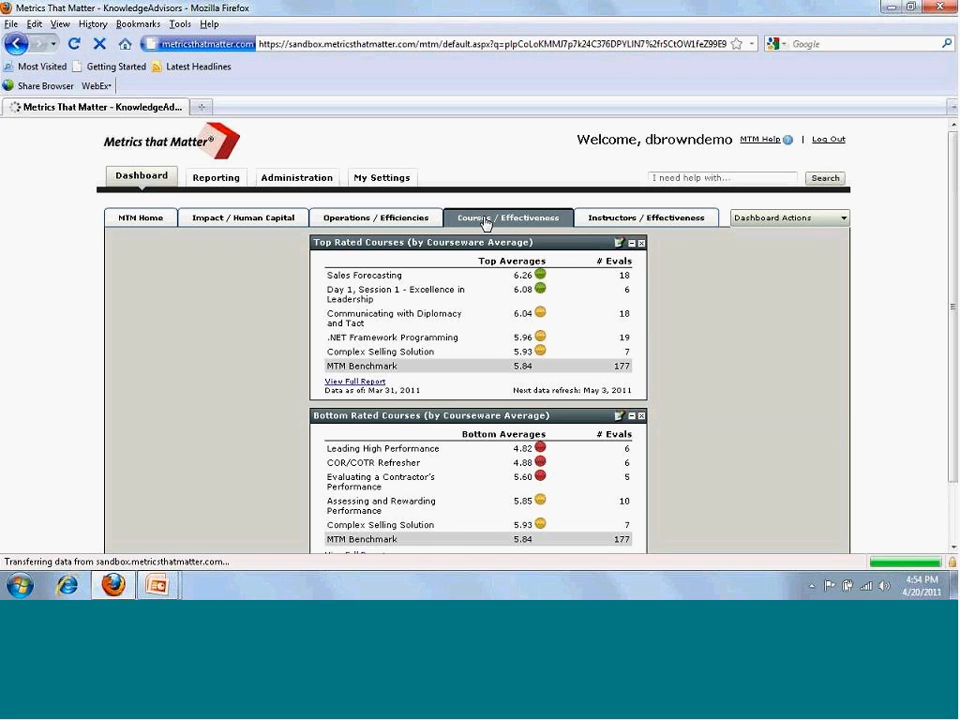 Metrics That Matter - KnowledgeAdvisors - Mozilla Firefox
File Edit View History Bookmarks Tools Help
metricsthatmatter.com https://sandbox.metricsthatmatter.com/mtm/default.aspx?q=
Google
Most Visited Getting Started Latest Headlines
Share Browser WebEx
Metrics That Matter - KnowledgeAd...
Metrics that Matter®
Welcome, dbrowndemo MTM Help ? | Log Out
Dashboard Reporting Administration My Settings I need help with... Search
MTM Home Impact / Human Capital Operations / Efficiencies Courses / Effectiveness Instructors / Effectiveness Dashboard Actions
Top Rated Courses (by Courseware Average)
Top Averages # Evals
Sales Forecasting 6.26 18
Day 1, Session 1 - Excellence in 6.08 6
Leadership
Communicating with Diplomacy 6.04 18
and Tact
.NET Framework Programming 5.96 19
Complex Selling Solution 5.93 7
MTM Benchmark 5.84 177
View Full Report
Data as of: Mar 31, 2011 Next data refresh: May 3, 2011
Bottom Rated Courses (by Courseware Average)
Bottom Averages # Evals
Leading High Performance 4.82 6
COR/COTR Refresher 4.88 6
Evaluating a Contractor's 5.60 5
Performance
Assessing and Rewarding 5.85 10
Performance
Complex Selling Solution 5.93 7
MTM Benchmark 5.84 177
Transferring data from sandbox.metricsthatmatter.com...
4:54 PM
4/20/2011